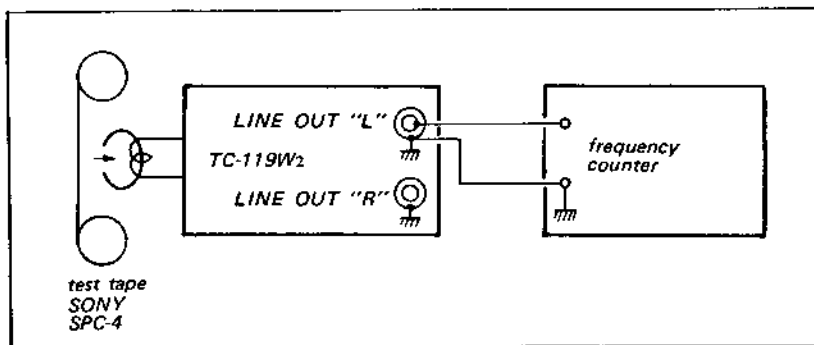 LINE OUT "L"
TC-119W2
LINE OUT "R"
frequency
counter
test tape
SONY
SPC-4